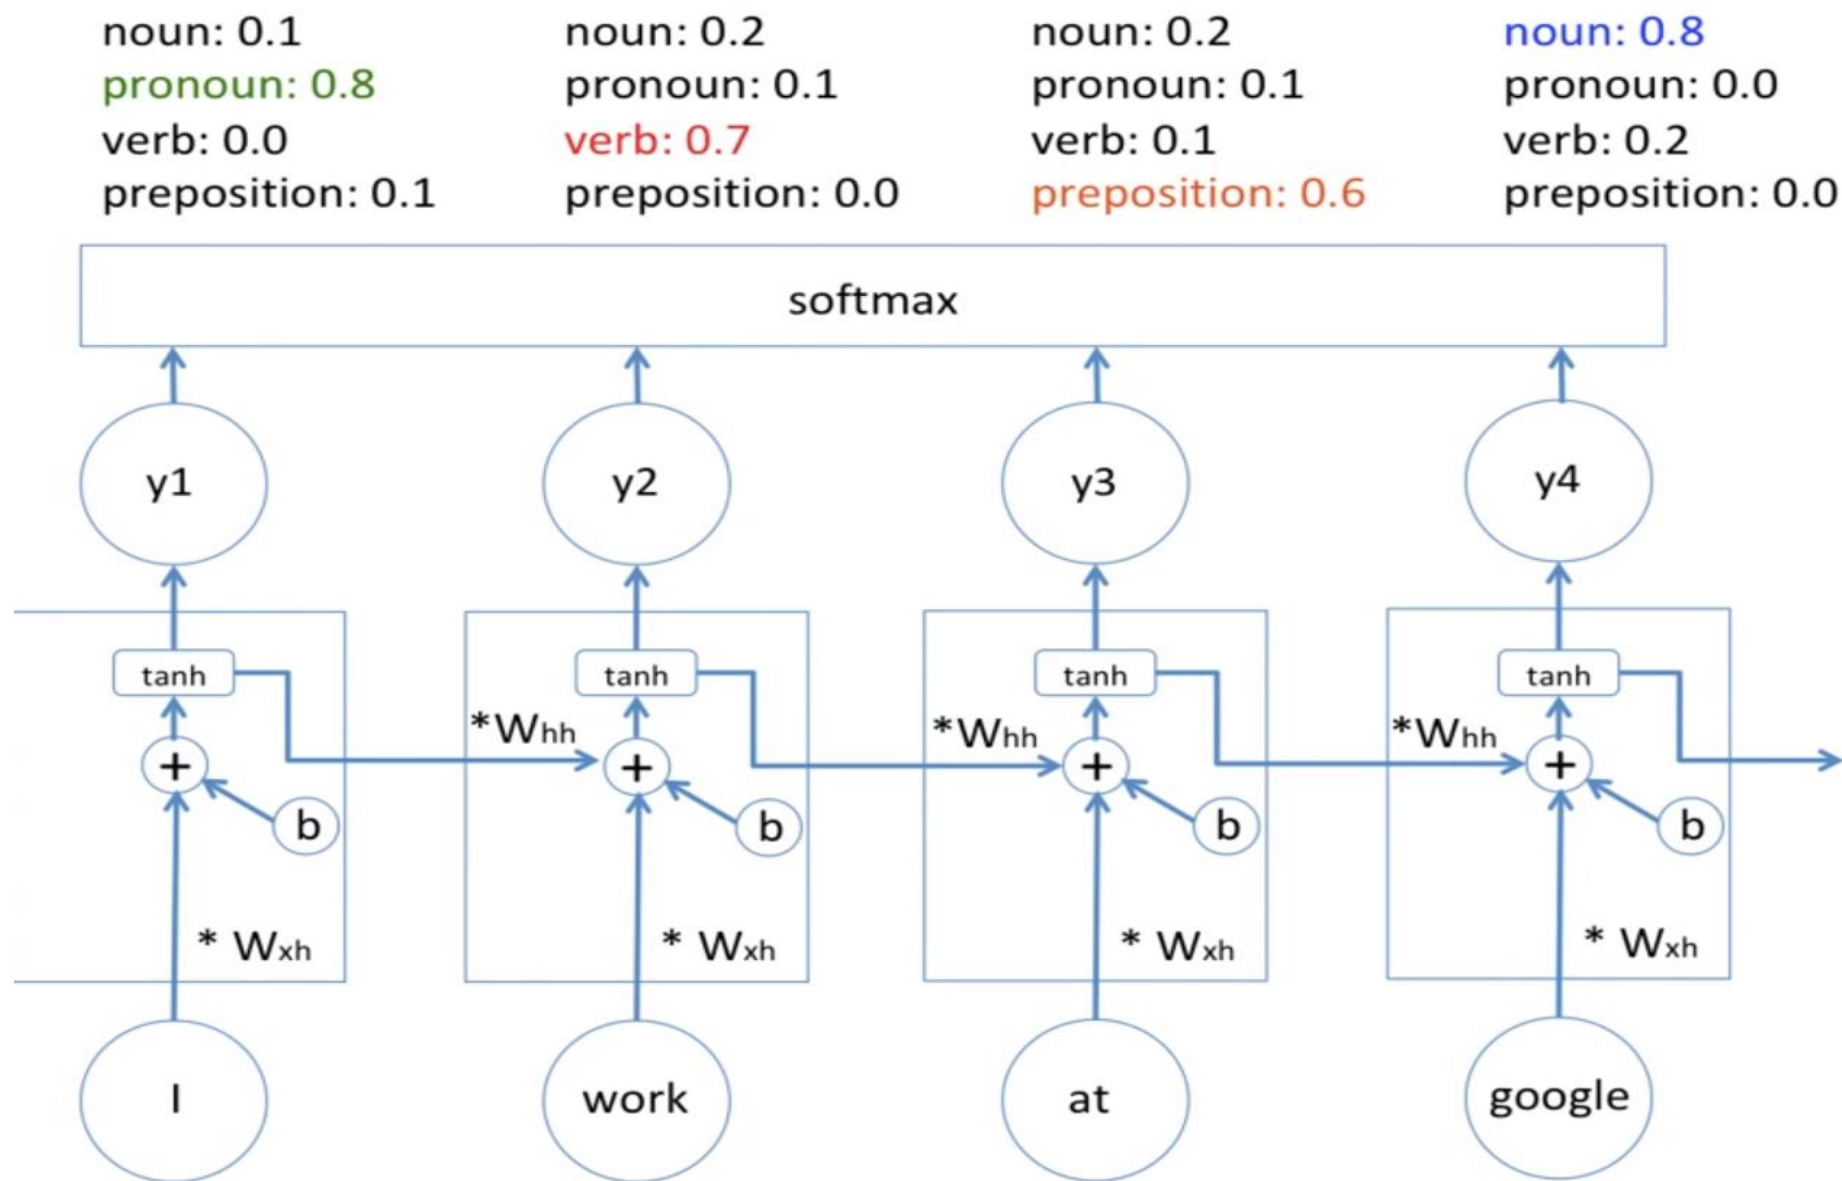 noun: 0.1 noun: 0.2 noun: 0.2 noun: 0.8
pronoun: 0.8 pronoun: 0.1 pronoun: 0.1 pronoun: 0.0
verb: 0.0 verb: 0.7 verb: 0.1 verb: 0.2
preposition: 0.1 preposition: 0.0 preposition: 0.6 preposition: 0.0
softmax
y1 y2 y3 y4
tanh tanh tanh tanh
*Whh *Whh *Whh
+ + + +
b b b b
* Wxh * Wxh * Wxh * Wxh
I work at google